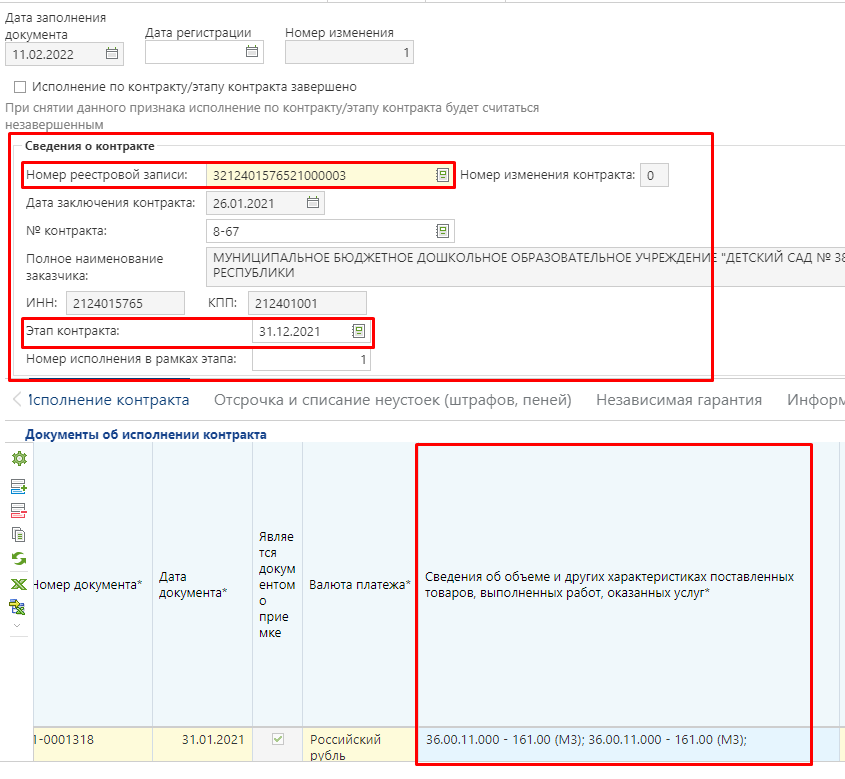 Дата заполнения
документа
Дата регистрации
Номер изменения
11.02.2022
1
Исполнение по контракту/этапу контракта завершено
При снятии данного признака исполнение по контракту/этапу контракта будет считаться
незавершенным
Сведения о контракте
Номер реестровой записи: 3212401576521000003 Номер изменения контракта: 0
Дата заключения контракта: 26.01.2021
№ контракта: 8-67
Полное наименование
заказчика:
МУНИЦИПАЛЬНОЕ БЮДЖЕТНОЕ ДОШКОЛЬНОЕ ОБРАЗОВАТЕЛЬНОЕ УЧРЕЖДЕНИЕ "ДЕТСКИЙ САД № 38
РЕСПУБЛИКИ
ИНН: 2124015765 КПП: 212401001
Этап контракта: 31.12.2021
Номер исполнения в рамках этапа: 1
Исполнение контракта Отсрочка и списание неустоек (штрафов, пеней) Независимая гарантия Информ
Документы об исполнении контракта
Номер документа*
Дата
документа*
Являе
тся
докум
ентом
о
прие
мке
Валюта платежа*
Сведения об объеме и других характеристиках поставленных
товаров, выполненных работ, оказанных услуг*
1-0001318 31.01.2021 Российский
рубль
36.00.11.000 - 161.00 (М3); 36.00.11.000 - 161.00 (М3);